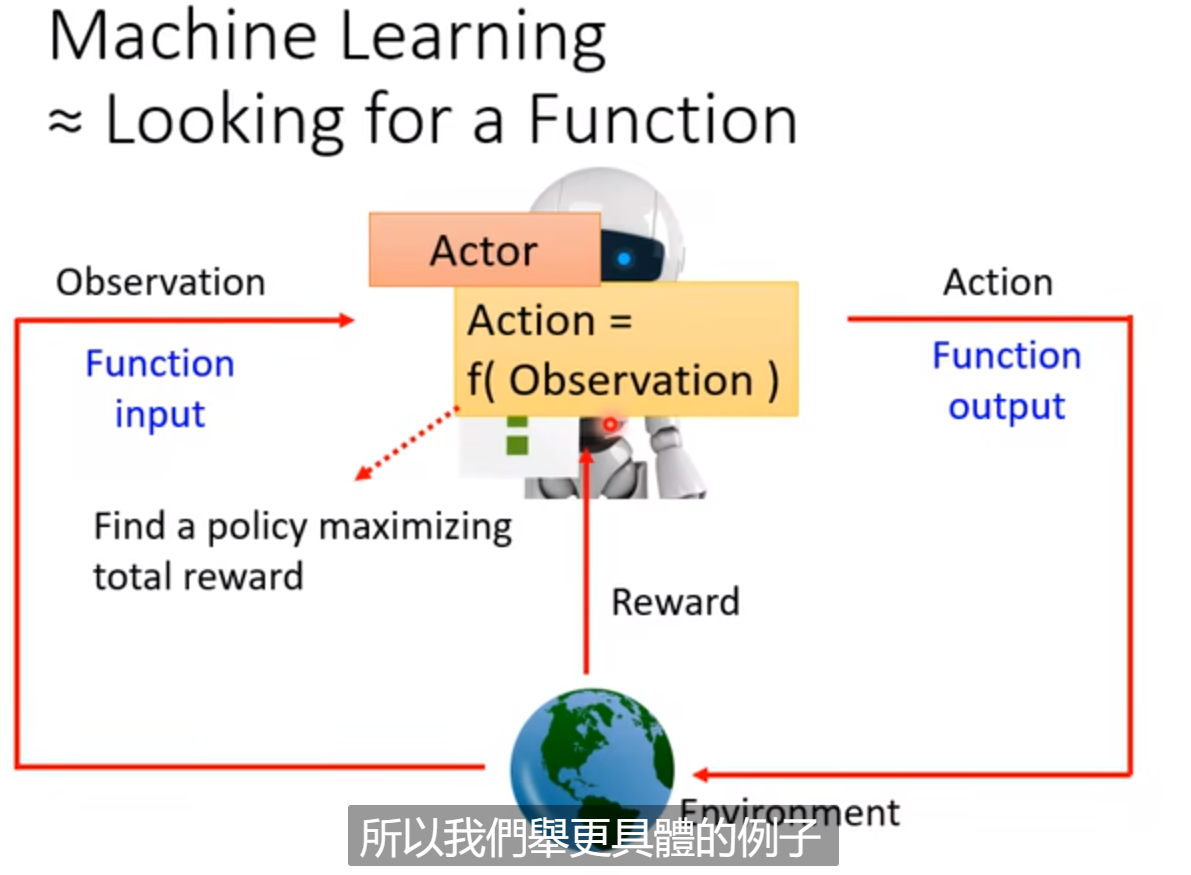 Machine Learning
≈ Looking for a Function
Actor
Observation
Action
Action =
f( Observation )
Function
input
Function
output
Find a policy maximizing
total reward
Reward
Environment
所以我們舉更具體的例子